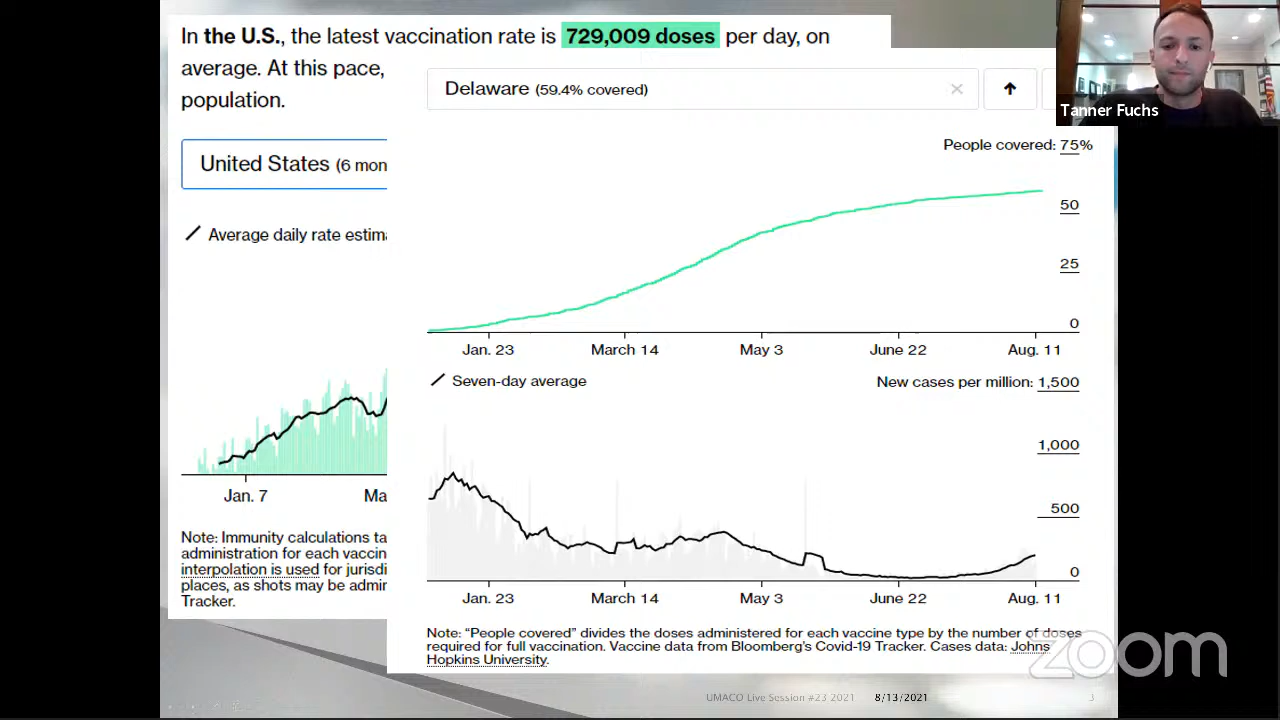 In the U.S., the latest vaccination rate is 729,009 doses per day, on
average. At this pace,
population.
United States (6 mon
Average daily rate estima
Jan. 7
Ma
Note: Immunity calculations ta
administration for each vaccin
interpolation is used for jurisdi
places, as shots may be admir
Tracker.
Delaware (59.4% covered)
People covered: 75%
50
25
0
Jan. 23 March 14 May 3 June 22 Aug. 11
Seven-day average
New cases per million: 1,500
1,000
500
0
Jan. 23 March 14 May 3 June 22 Aug. 11
Note: “People covered” divides the doses administered for each vaccine type by the number of doses
required for full vaccination. Vaccine data from Bloomberg's Covid-19 Tracker. Cases data: Johns
Hopkins University.
Tanner Fuchs
zoom
UMACO Live Session #23 2021 8/13/2021 3